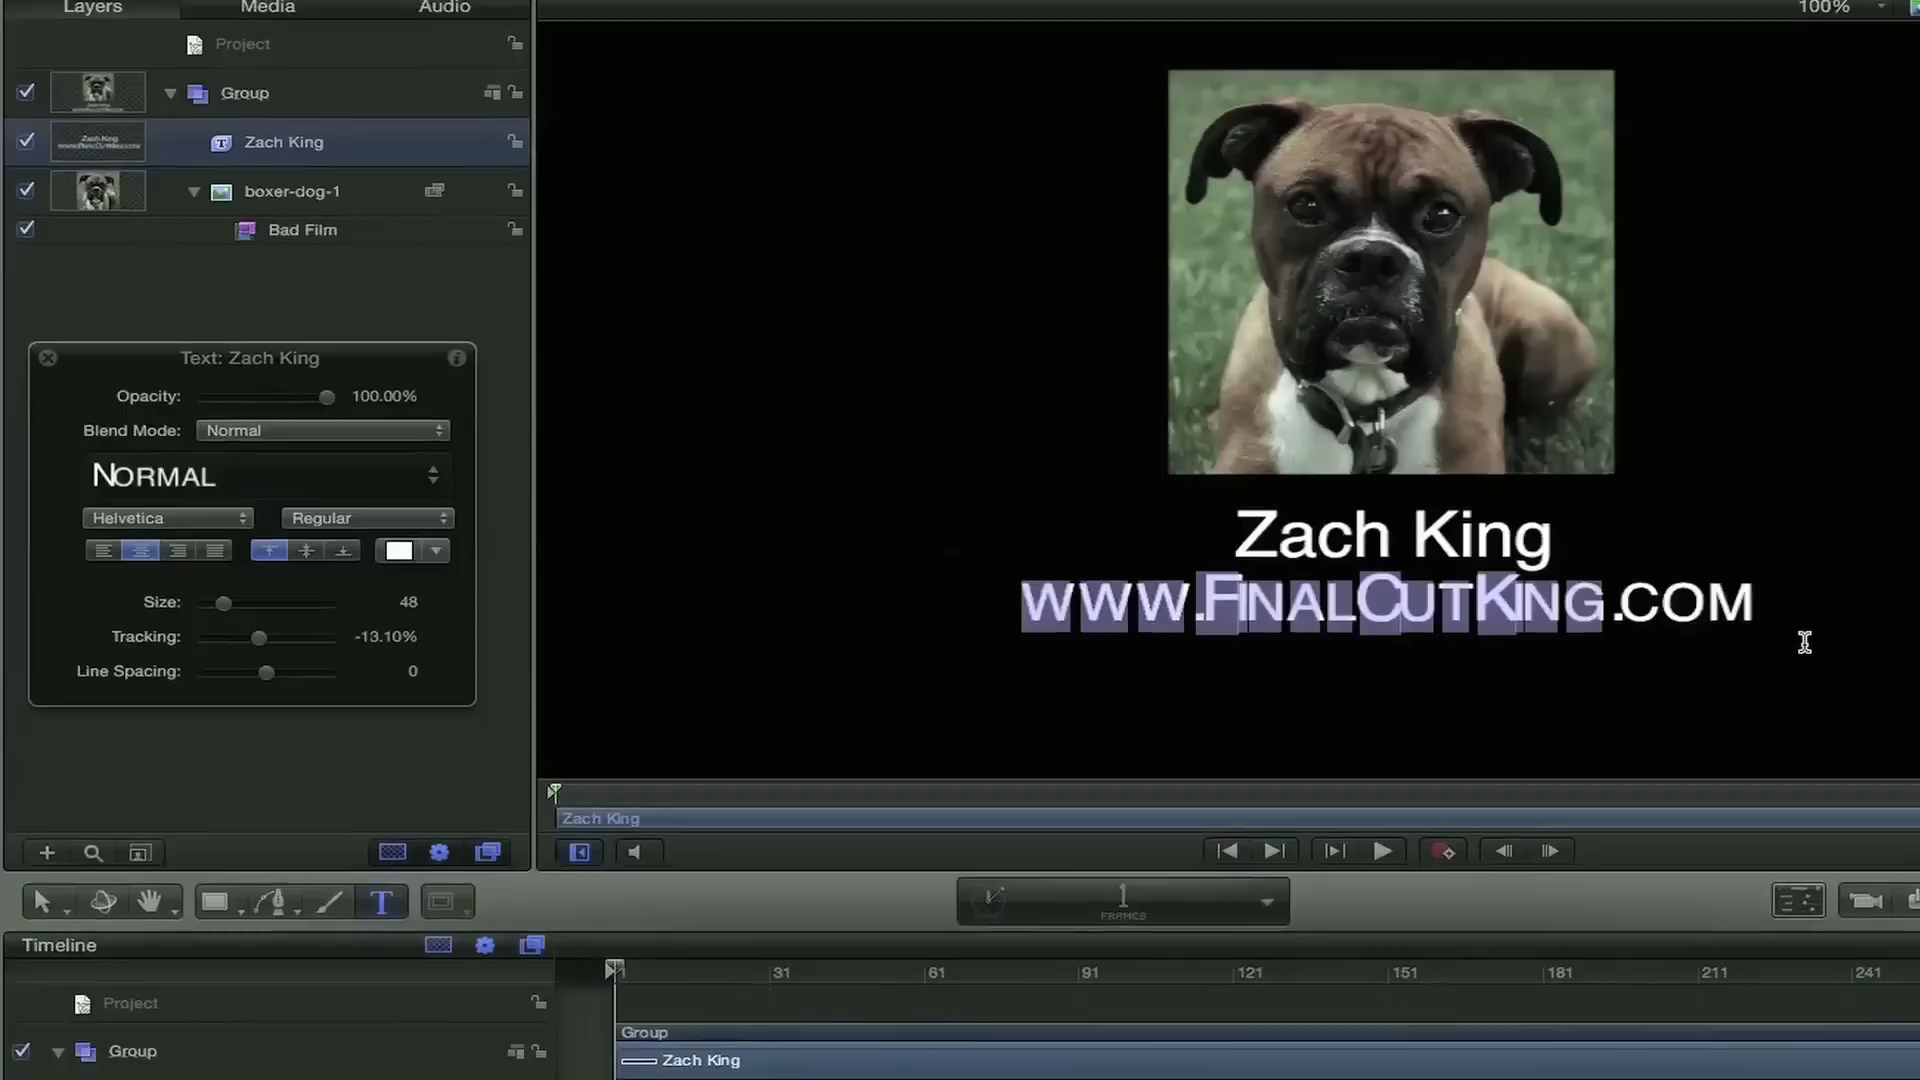 Layers Media Audio
100%
Project
Group
Zach King
boxer-dog-1
Bad Film
Text: Zach King
Opacity: 100.00%
Blend Mode: Normal
NORMAL
Helvetica Regular
Size: 48
Tracking: -13.10%
Line Spacing: 0
Zach King
WWW.FINALCUTKING.COM
Zach King
1
FRAMES
Timeline
1 31 61 91 121 151 181 211 241
Project
Group
Group
Zach King